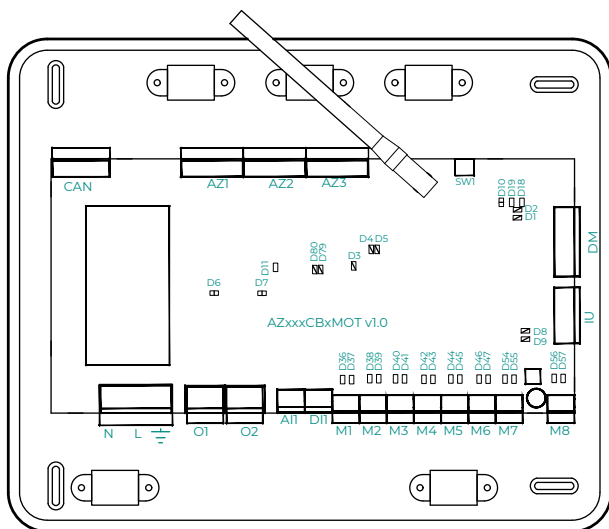 CAN
AZ1
AZ2
AZ3
SW1
D10
D19
D18
D2
D1
DM
D4
D5
D80
D79
D3
D11
D6
D7
IU
AZxxxCBxMOT v1.0
D8
D9
D36
D37
D38
D39
D40
D41
D42
D43
D44
D45
D46
D47
D54
D55
D56
D57
N
L
O1
O2
AI1
DI1
M1
M2
M3
M4
M5
M6
M7
M8